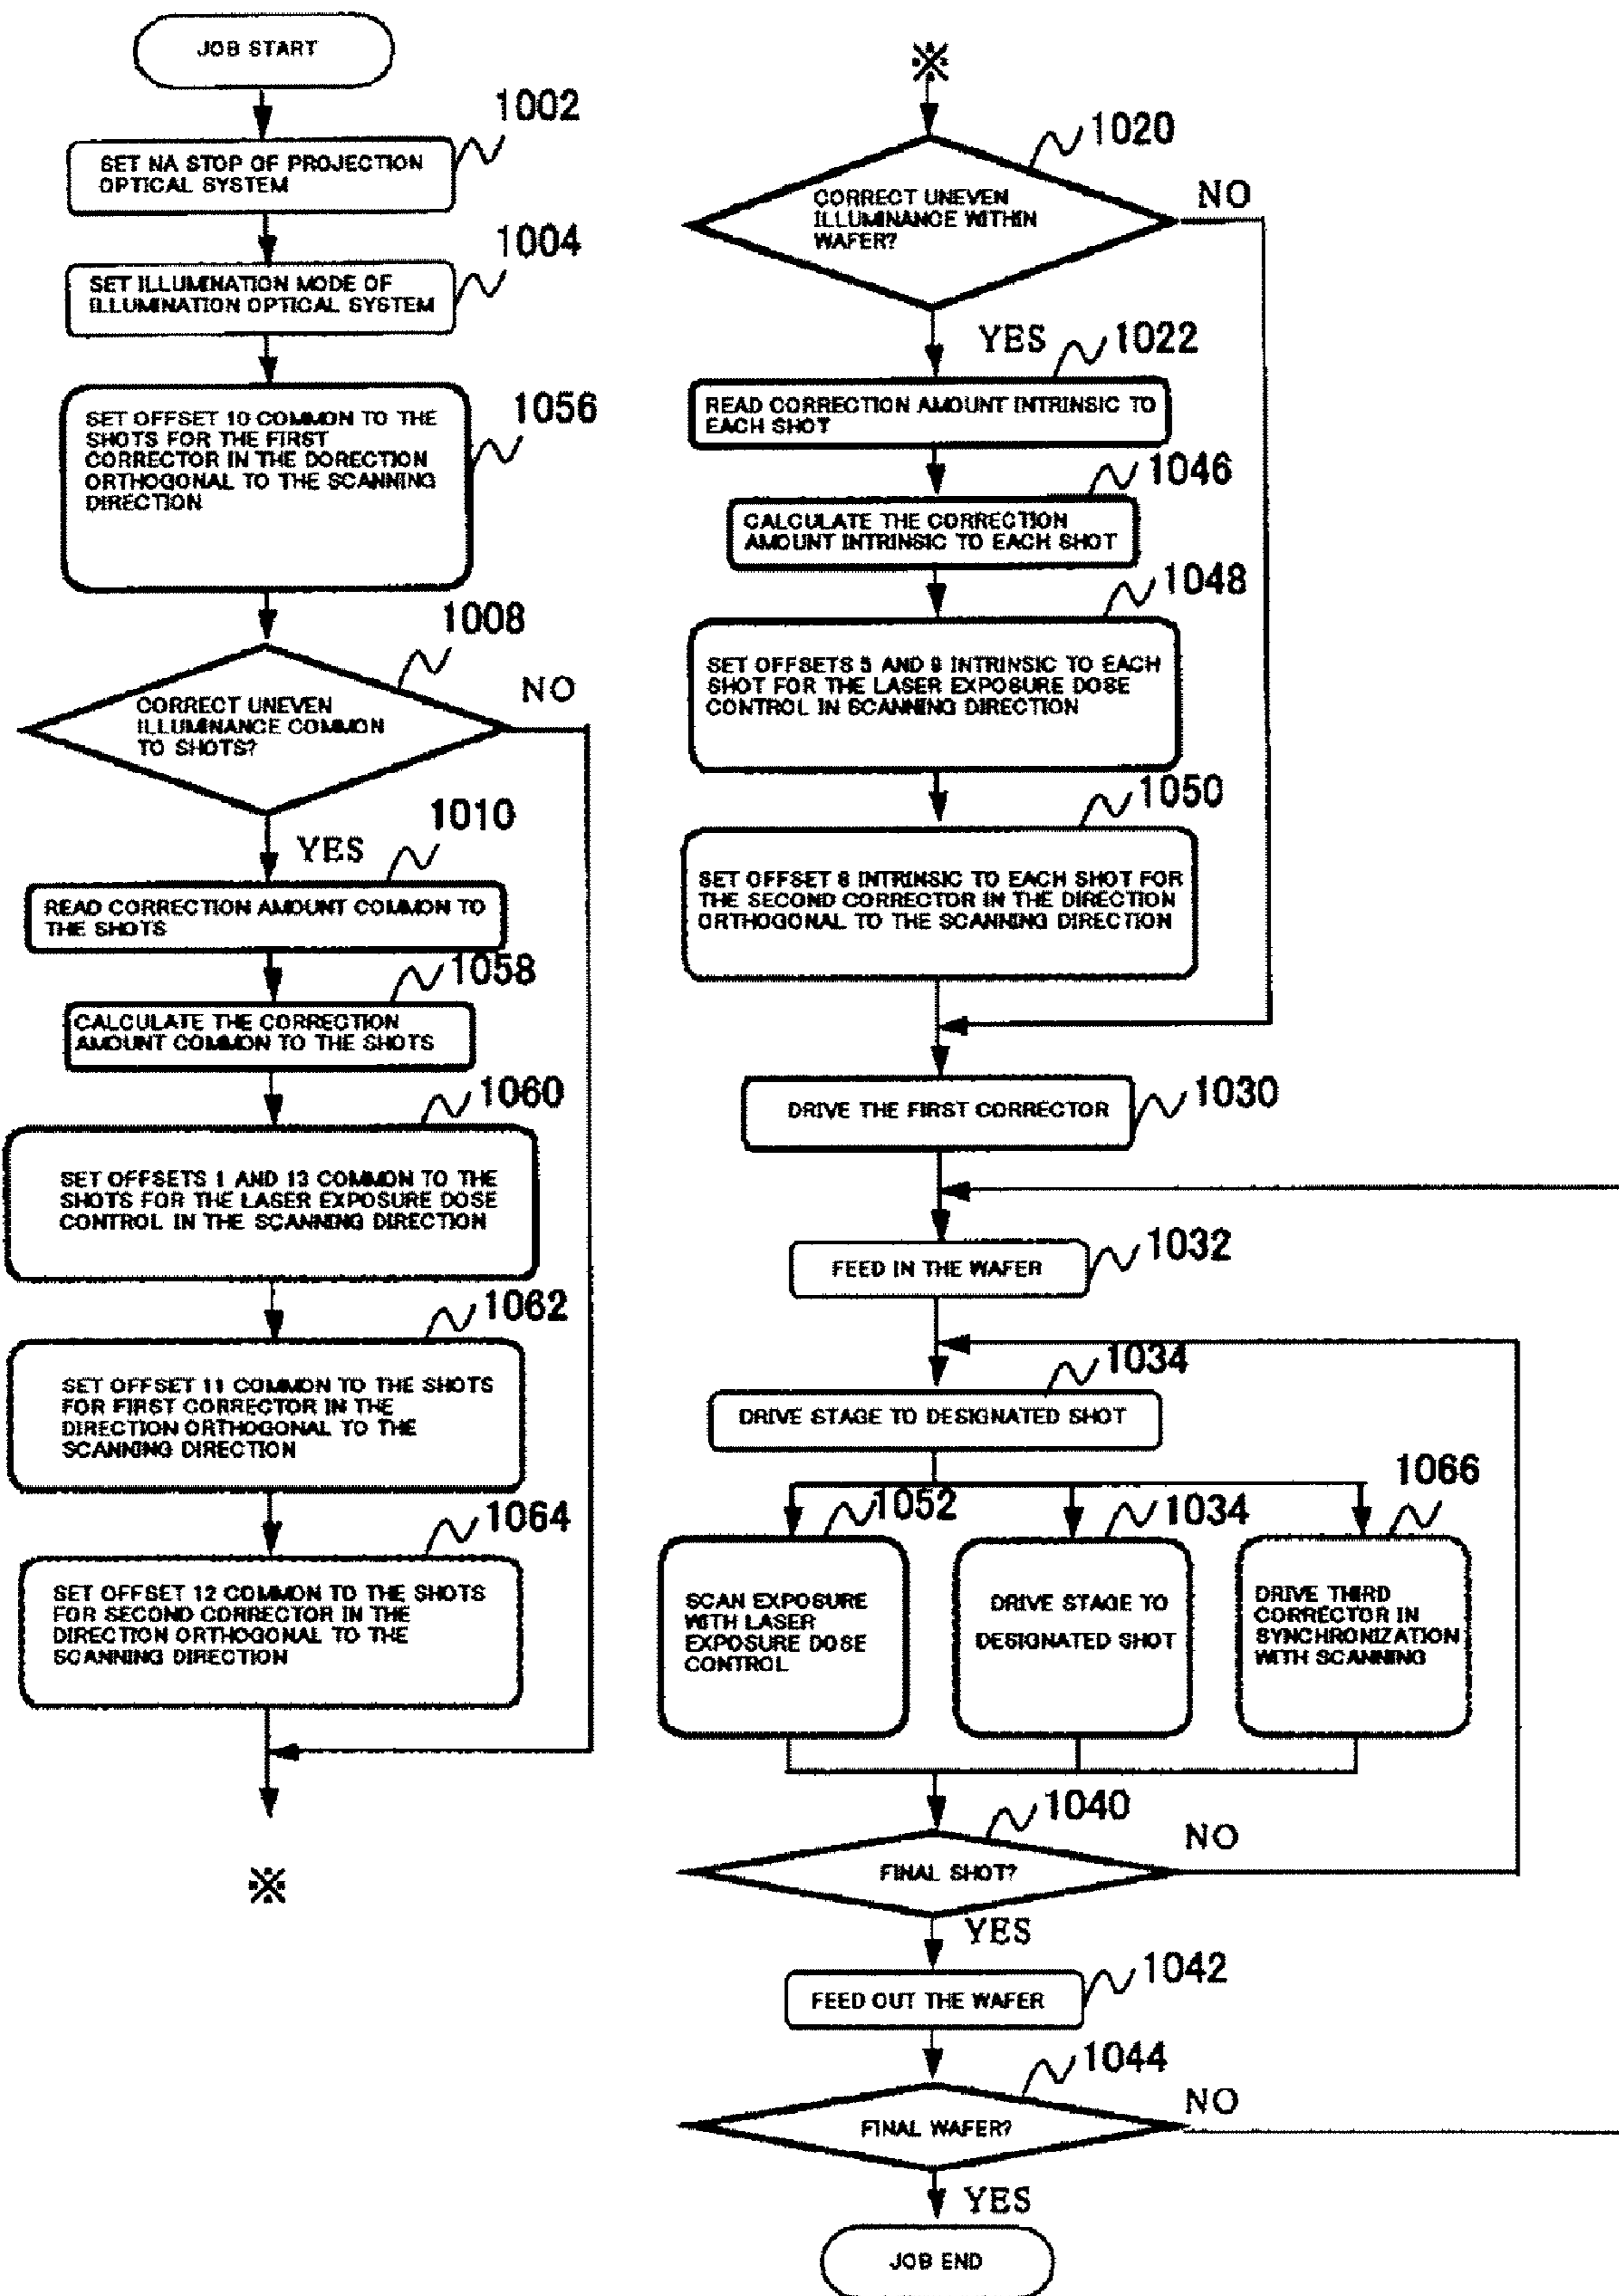 JOB START
1002
SET NA STOP OF PROJECTION
OPTICAL SYSTEM
1004
SET ILLUMINATION MODE OF
ILLUMINATION OPTICAL SYSTEM
1056
SET OFFSET 10 COMMON TO THE
SHOTS FOR THE FIRST
CORRECTOR IN THE DORECTION
ORTHOGONAL TO THE SCANNING
DIRECTION
1008
CORRECT UNEVEN
ILLUMINANCE COMMON
TO SHOTS?
NO
YES
1010
READ CORRECTION AMOUNT COMMON TO
THE SHOTS
1058
CALCULATE THE CORRECTION
AMOUNT COMMON TO THE SHOTS
1060
SET OFFSETS 1 AND 13 COMMON TO THE
SHOTS FOR THE LASER EXPOSURE DOSE
CONTROL IN THE SCANNING DIRECTION
1062
SET OFFSET 11 COMMON TO THE SHOTS
FOR FIRST CORRECTOR IN THE
DIRECTION ORTHOGONAL TO THE
SCANNING DIRECTION
1064
SET OFFSET 12 COMMON TO THE SHOTS
FOR SECOND CORRECTOR IN THE
DIRECTION ORTHOGONAL TO THE
SCANNING DIRECTION
※
※
1020
CORRECT UNEVEN
ILLUMINANCE WITHIN
WAFER?
NO
YES
1022
READ CORRECTION AMOUNT INTRINSIC TO
EACH SHOT
1046
CALCULATE THE CORRECTION
AMOUNT INTRINSIC TO EACH SHOT
1048
SET OFFSETS 5 AND 9 INTRINSIC TO EACH
SHOT FOR THE LASER EXPOSURE DOSE
CONTROL IN SCANNING DIRECTION
1050
SET OFFSET INTRINSIC TO EACH SHOT FOR
THE SECOND CORRECTOR IN THE DIRECTION
ORTHOGONAL TO THE SCANNING DIRECTION
DRIVE THE FIRST CORRECTOR
1030
FEED IN THE WAFER
1032
1034
DRIVE STAGE TO DESIGNATED SHOT
1052
SCAN EXPOSURE
WITH LASER
EXPOSURE DOSE
CONTROL
1034
DRIVE STAGE TO
DESIGNATED SHOT
1066
DRIVE THIRD
CORRECTOR IN
SYNCHRONIZATION
WITH SCANNING
1040
FINAL SHOT?
NO
YES
1042
FEED OUT THE WAFER
1044
FINAL WAFER?
NO
YES
JOB END